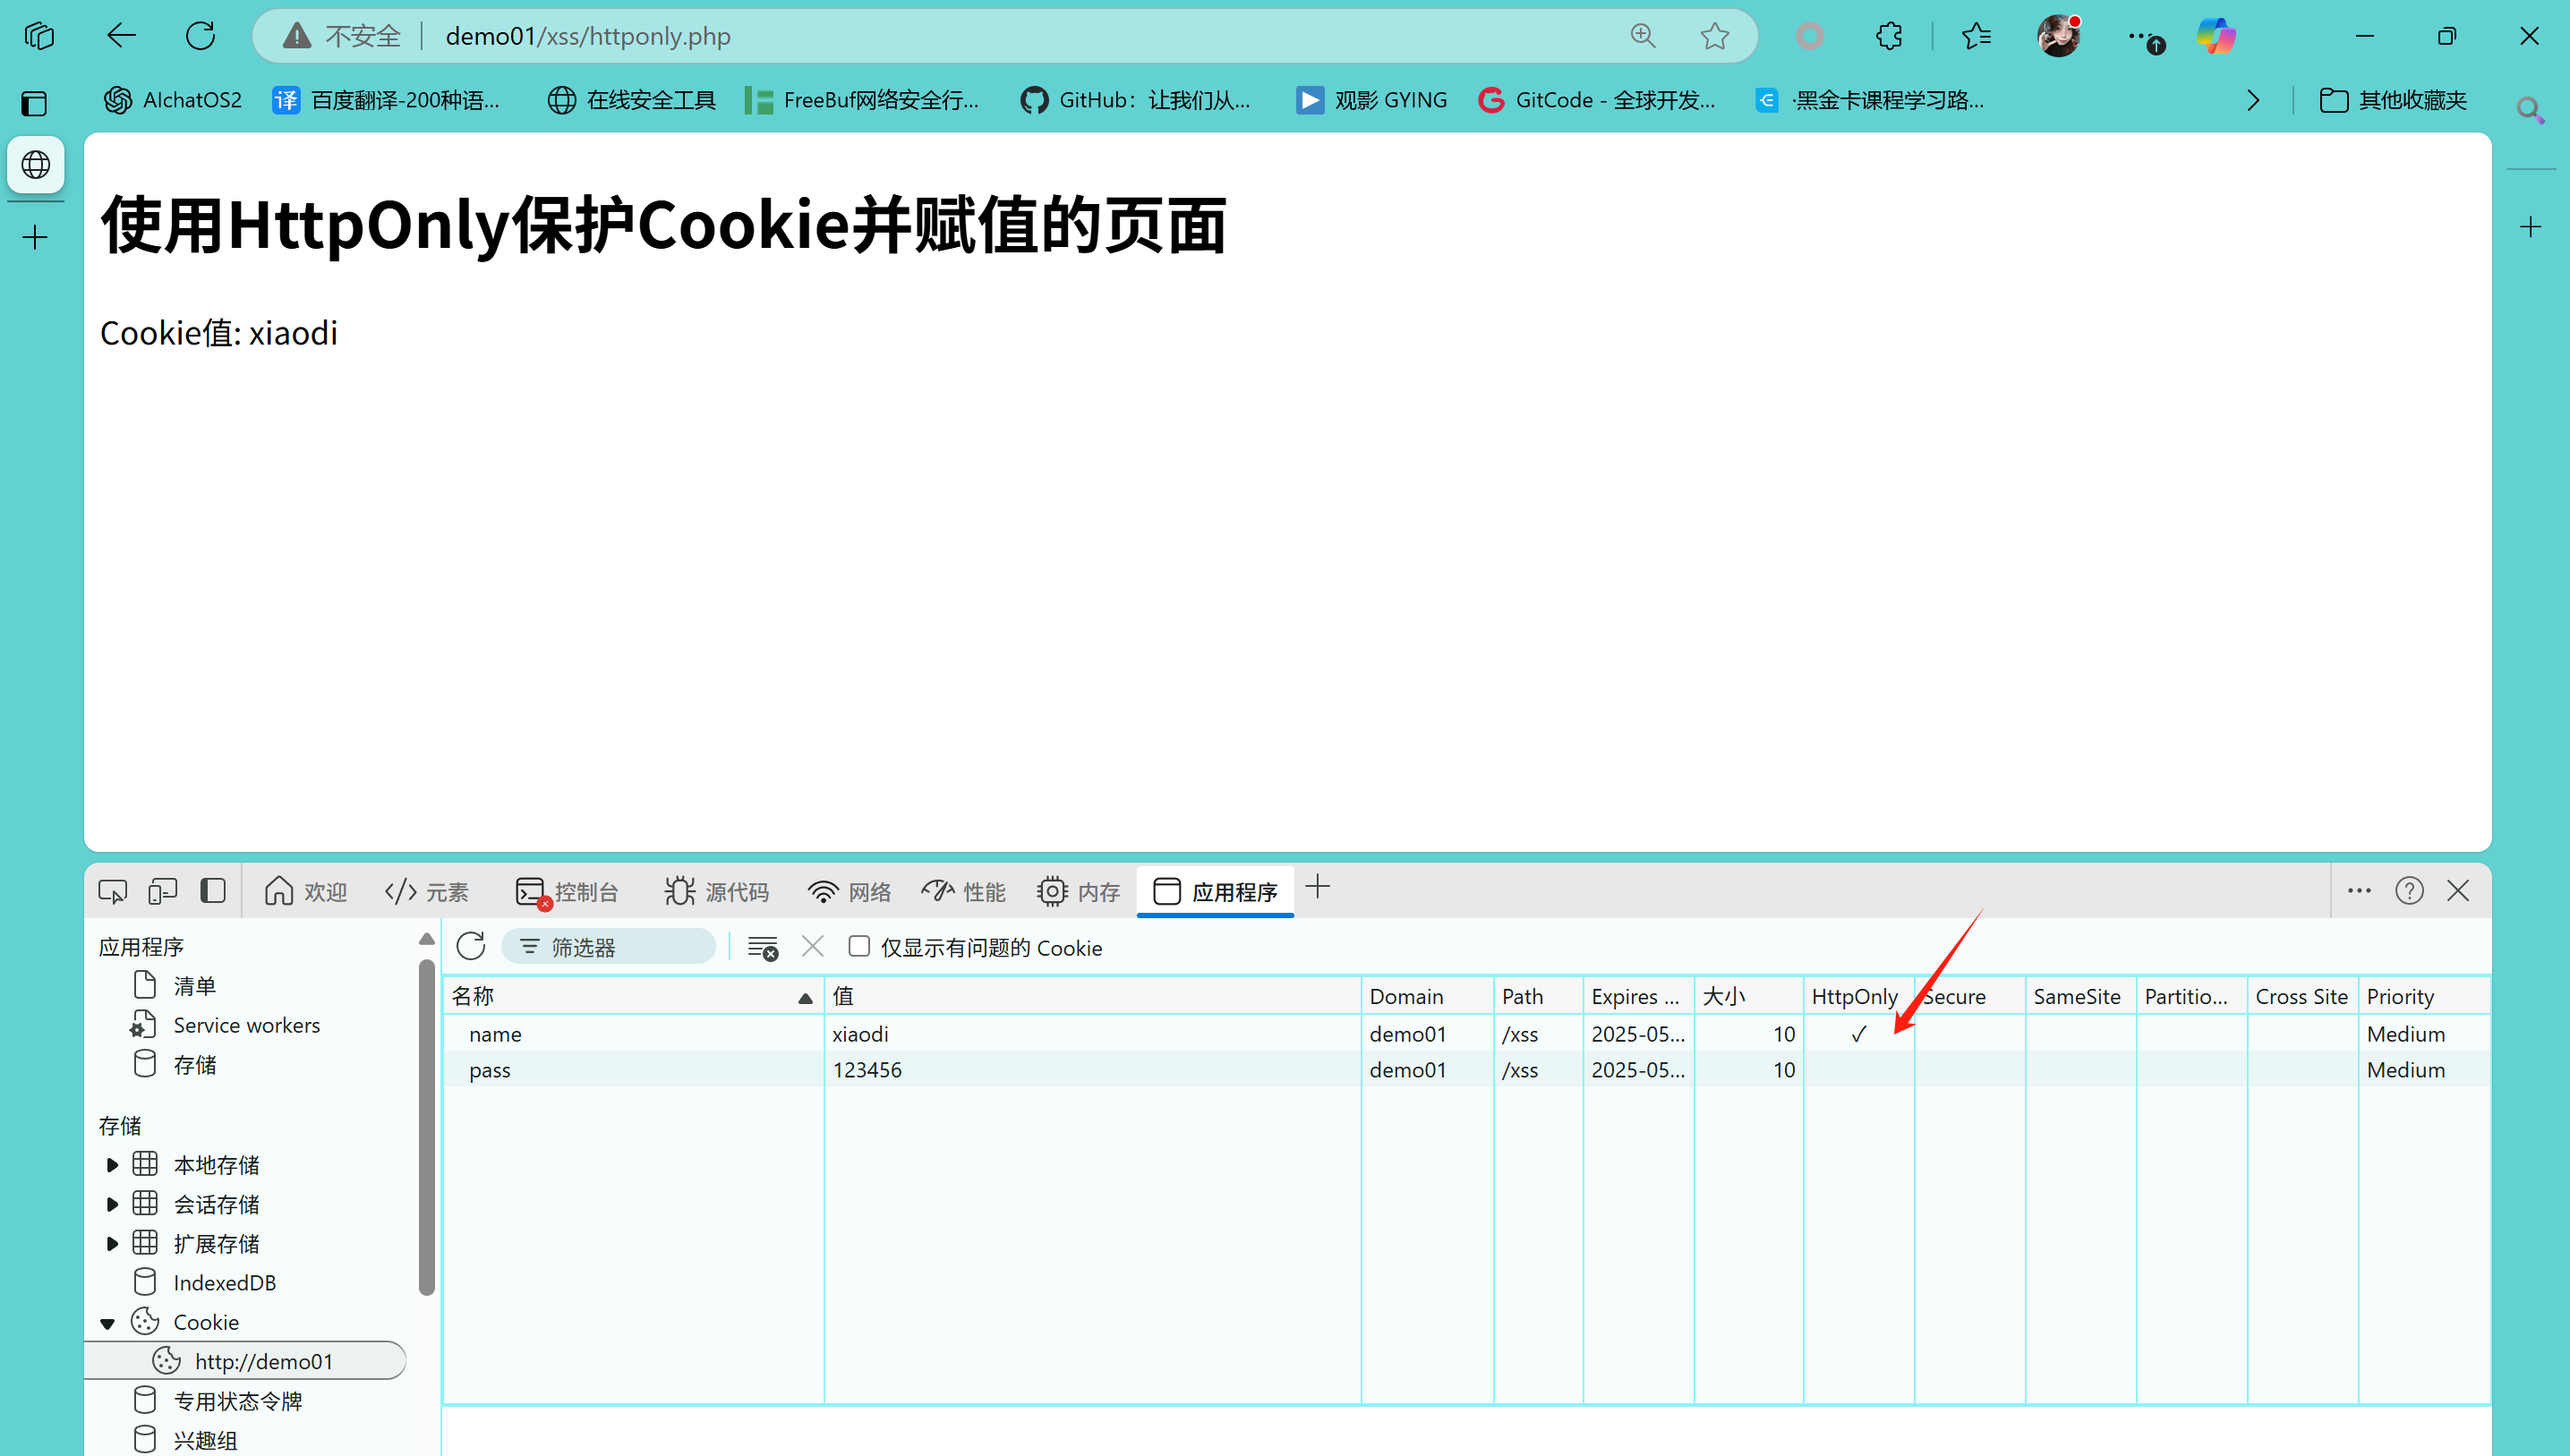 不安全 demo01/xss/httponly.php
AIchatOS2 百度翻译-200种语... 在线安全工具 FreeBuf网络安全行... GitHub：让我们从... 观影 GYING GitCode - 全球开发... ·黑金卡课程学习路... 其他收藏夹
使用HttpOnly保护Cookie并赋值的页面
Cookie值: xiaodi
欢迎 元素 控制台 源代码 网络 性能 内存 应用程序
筛选器 仅显示有问题的 Cookie
应用程序
清单
Service workers
存储
存储
本地存储
会话存储
扩展存储
IndexedDB
Cookie
http://demo01
专用状态令牌
兴趣组
名称 值 Domain Path Expires ... 大小 HttpOnly Secure SameSite Partitio... Cross Site Priority
name xiaodi demo01 /xss 2025-05... 10 ✓ Medium
pass 123456 demo01 /xss 2025-05... 10 Medium